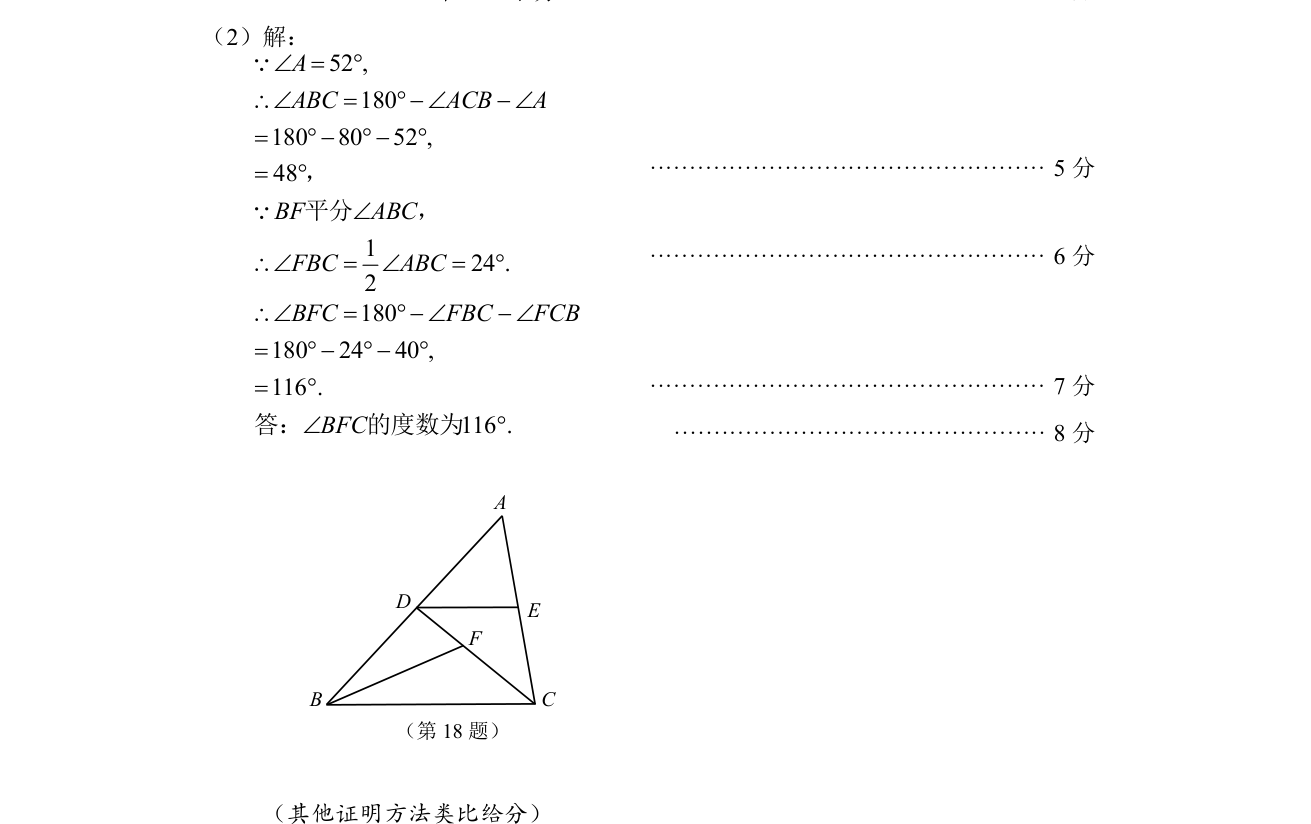 （2）解：
∵∠A=52°,
∴∠ABC=180°−∠ACB−∠A
=180°−80°−52°,
=48°， ………………………………………… 5 分
∵BF平分∠ABC，
∴∠FBC=1/2∠ABC=24°. ………………………………………… 6 分
∴∠BFC=180°−∠FBC−∠FCB
=180°−24°−40°,
=116°. ………………………………………… 7 分
答：∠BFC的度数为116°. ………………………………………… 8 分
A
D
E
F
B
C
（第 18 题）
（其他证明方法类比给分）